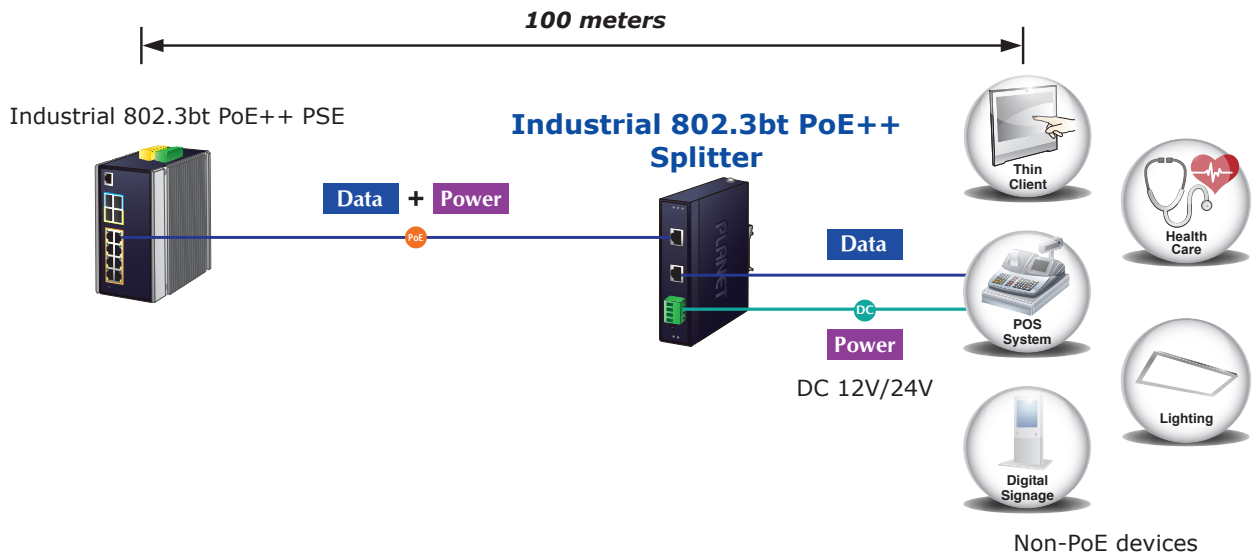 100 meters
Industrial 802.3bt PoE++ PSE
Industrial 802.3bt PoE++
Splitter
Data + Power
PoE
PLANET
Data
DC
Power
DC 12V/24V
Thin
Client
Health
Care
POS
System
Lighting
Digital
Signage
Non-PoE devices